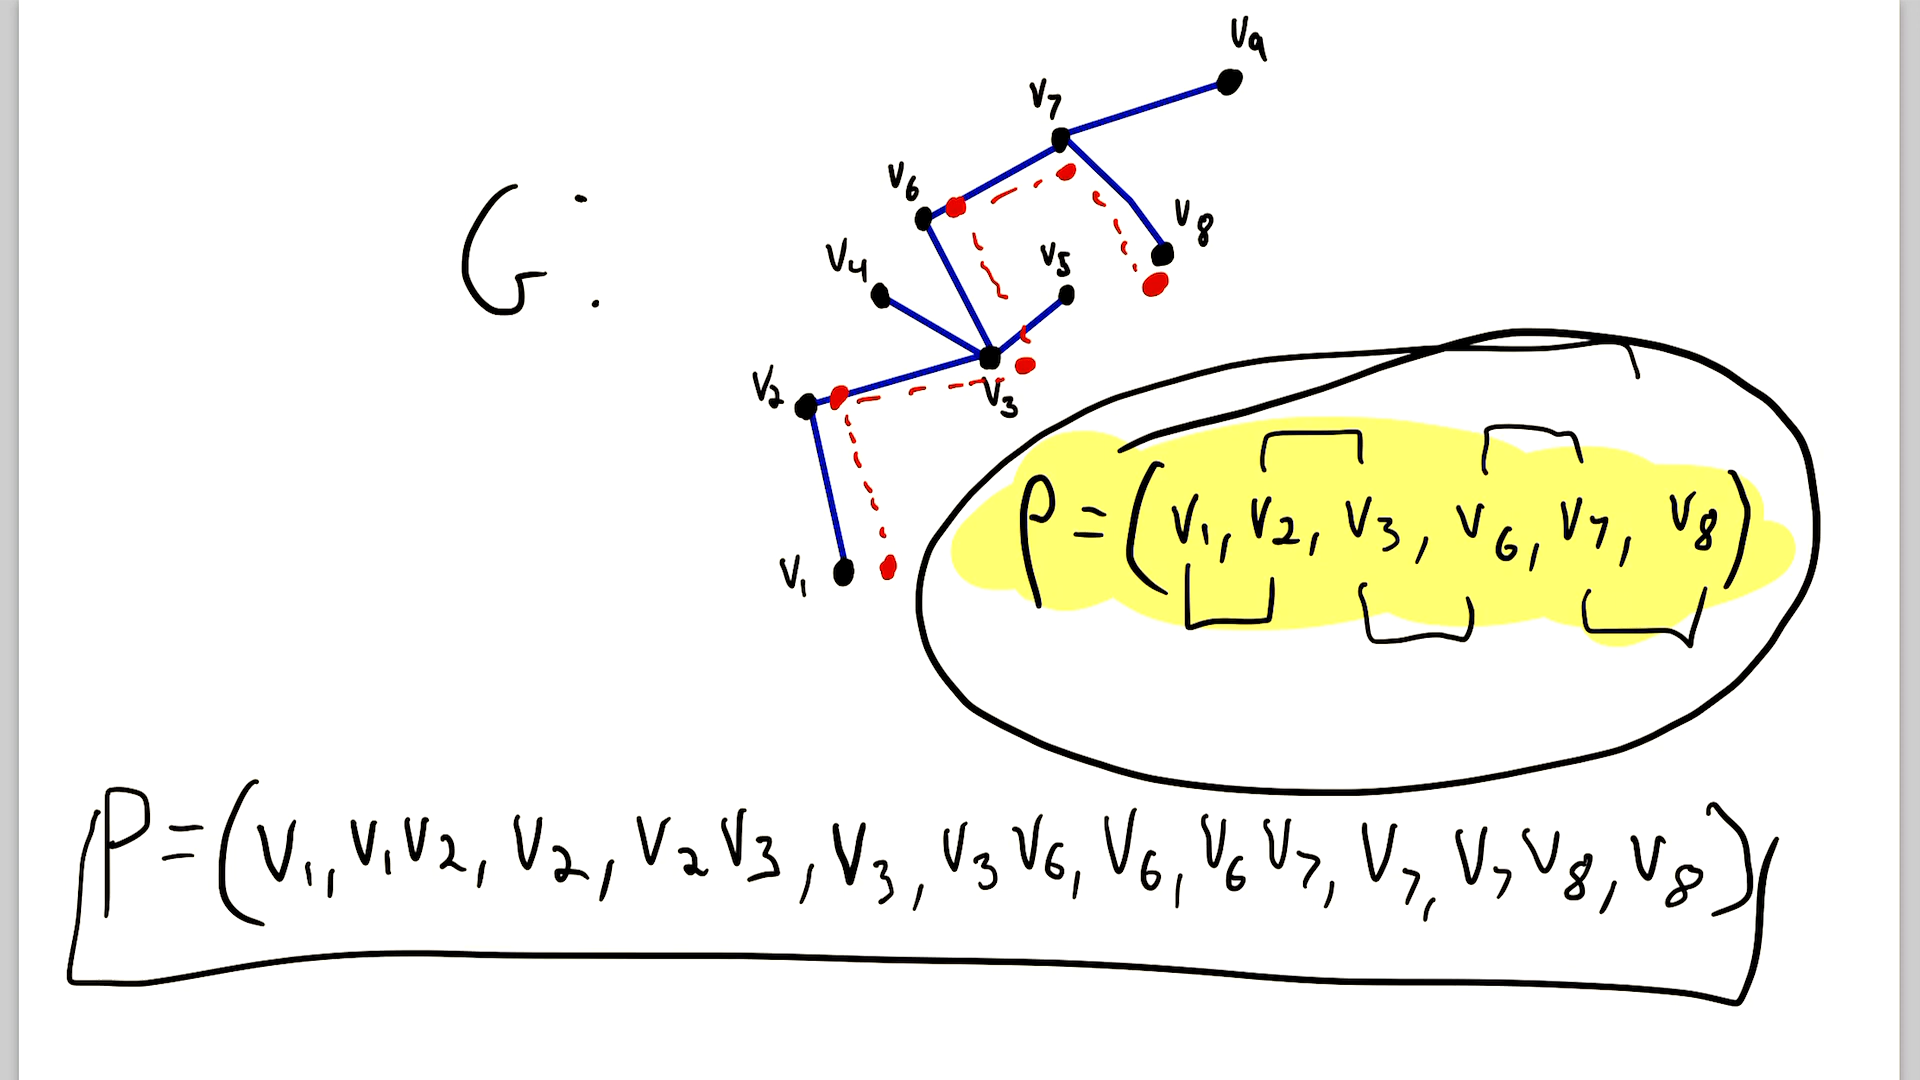 V9
V7
V6
V8
G:
V4
V5
V2
V3
P = (V1, V2, V3, V6, V7, V8)
V1
P = (V1, V1V2, V2, V2V3, V3, V3V6, V6, V6V7, V7, V7V8, V8)